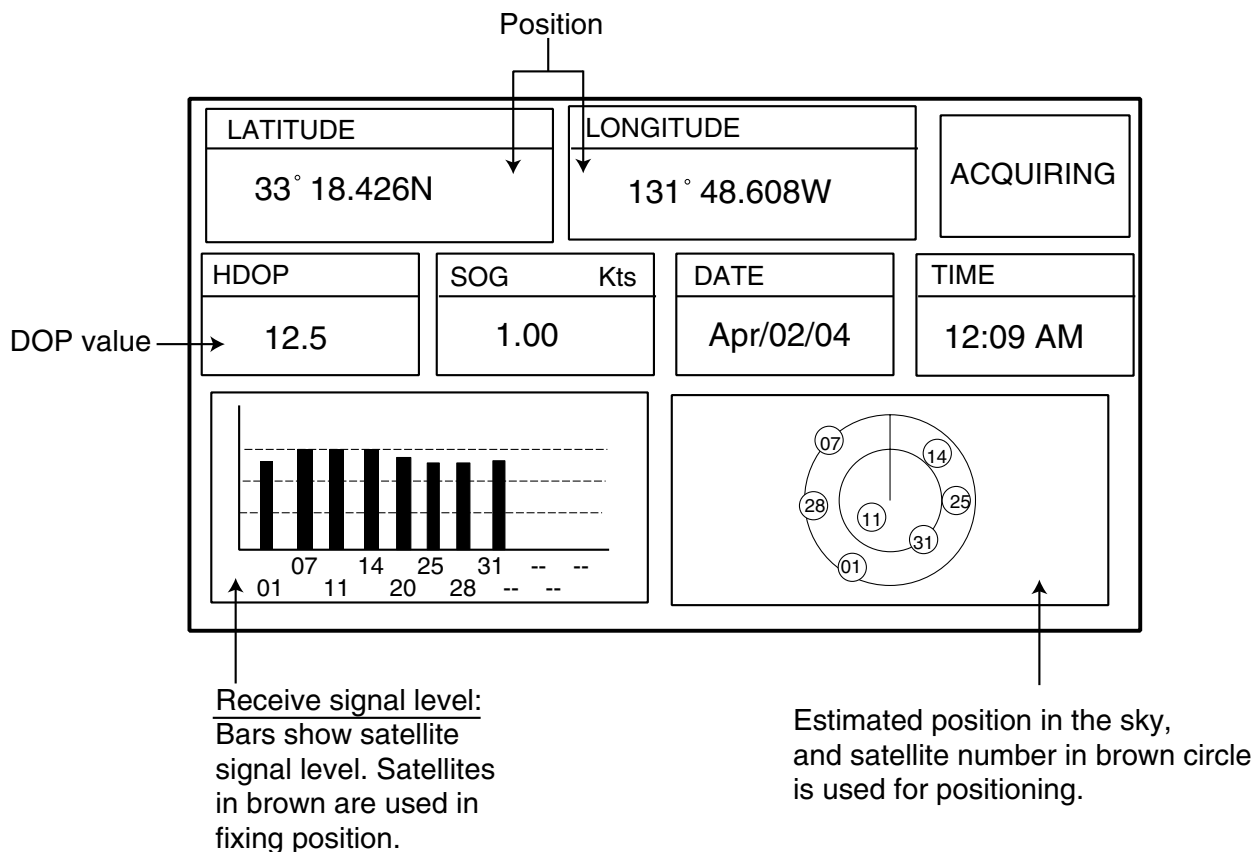 Position
LATITUDE
33° 18.426N
LONGITUDE
131° 48.608W
ACQUIRING
HDOP
12.5
SOG Kts
1.00
DATE
Apr/02/04
TIME
12:09 AM
DOP value
07 14 25 31 -- --
01 11 20 28 -- --
07
14
28
25
11
31
01
Receive signal level:
Bars show satellite
signal level. Satellites
in brown are used in
fixing position.
Estimated position in the sky,
and satellite number in brown circle
is used for positioning.